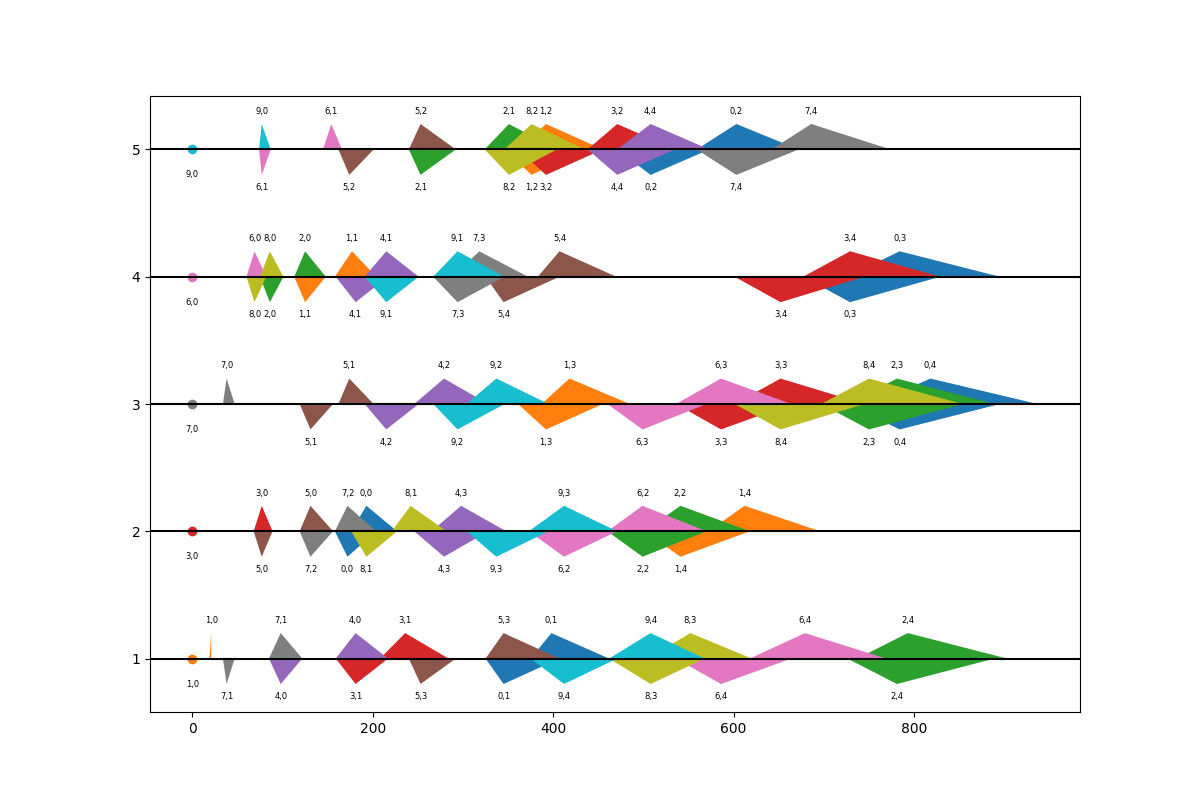 9,0 6,1 5,2 2,1 8,2 1,2 3,2 4,4 0,2 7,4
5
9,0 6,1 5,2 2,1 8,2 1,2 3,2 4,4 0,2 7,4
6,0 8,0 2,0 1,1 4,1 9,1 7,3 5,4 3,4 0,3
4
6,0 8,0 2,0 1,1 4,1 9,1 7,3 5,4 3,4 0,3
7,0 5,1 4,2 9,2 1,3 6,3 3,3 8,4 2,3 0,4
3
7,0 5,1 4,2 9,2 1,3 6,3 3,3 8,4 2,3 0,4
3,0 5,0 7,2 0,0 8,1 4,3 9,3 6,2 2,2 1,4
2
3,0 5,0 7,2 0,0 8,1 4,3 9,3 6,2 2,2 1,4
1,0 7,1 4,0 3,1 5,3 0,1 9,4 8,3 6,4 2,4
1
1,0 7,1 4,0 3,1 5,3 0,1 9,4 8,3 6,4 2,4
0 200 400 600 800